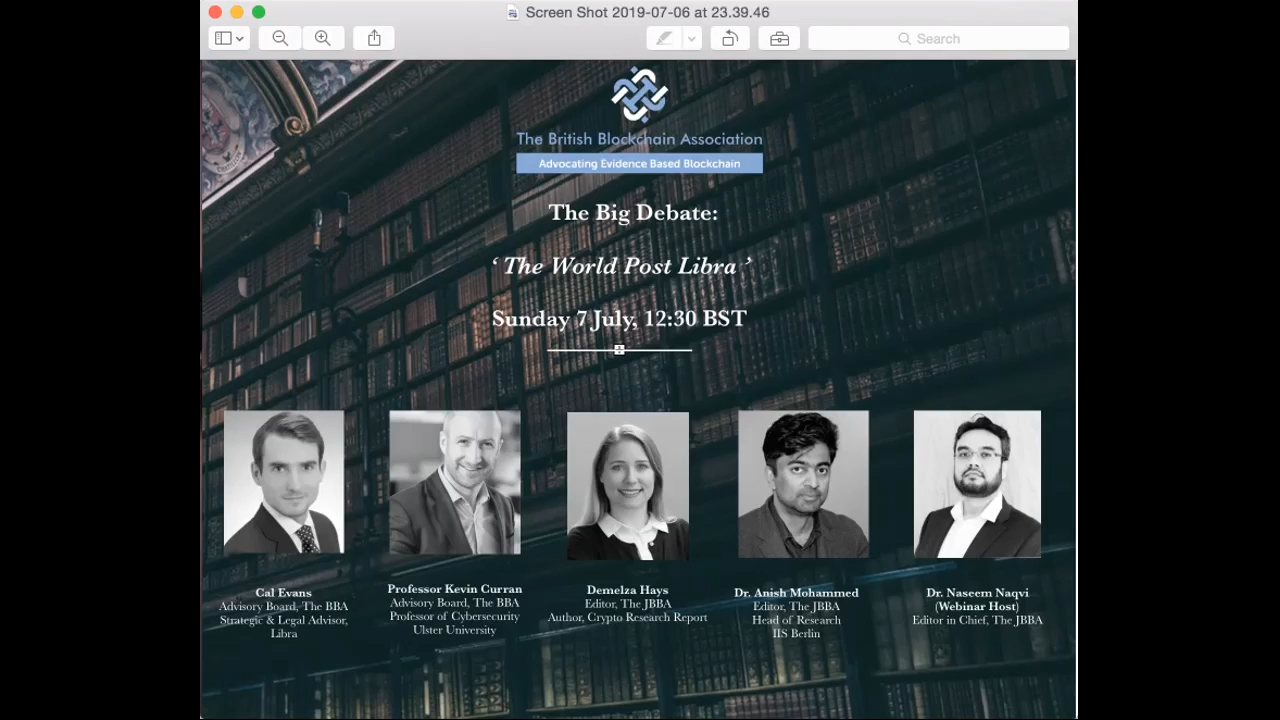 Screen Shot 2019-07-06 at 23.39.46
Search
The British Blockchain Association
Advocating Evidence Based Blockchain
The Big Debate:
‘ The World Post Libra ’
Sunday 7 July, 12:30 BST
Cal Evans
Advisory Board, The BBA
Strategic & Legal Advisor,
Libra
Professor Kevin Curran
Advisory Board, The BBA
Professor of Cybersecurity
Ulster University
Demelza Hays
Editor, The JBBA
Author, Crypto Research Report
Dr. Anish Mohammed
Editor, The JBBA
Head of Research
IIS Berlin
Dr. Naseem Naqvi
(Webinar Host)
Editor in Chief, The JBBA